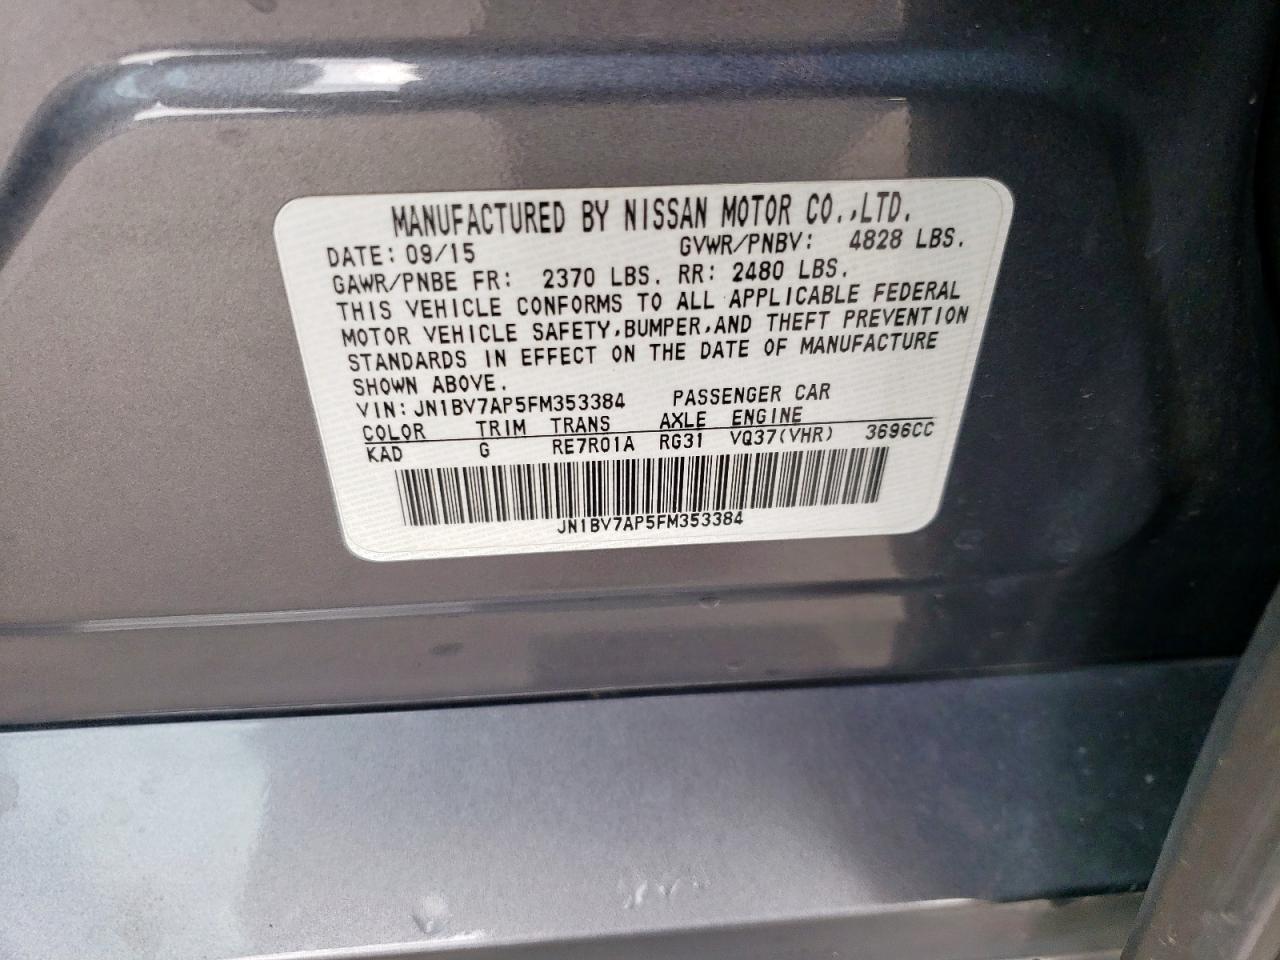 MANUFACTURED BY NISSAN MOTOR CO.,LTD.
DATE: 09/15 GVWR/PNBV: 4828 LBS.
GAWR/PNBE FR: 2370 LBS. RR: 2480 LBS.
THIS VEHICLE CONFORMS TO ALL APPLICABLE FEDERAL
MOTOR VEHICLE SAFETY,BUMPER,AND THEFT PREVENTION
STANDARDS IN EFFECT ON THE DATE OF MANUFACTURE
SHOWN ABOVE.
VIN: JN1BV7AP5FM353384 PASSENGER CAR
COLOR TRIM TRANS AXLE ENGINE
KAD G RE7R01A RG31 VQ37(VHR) 3696CC
JN1BV7AP5FM353384